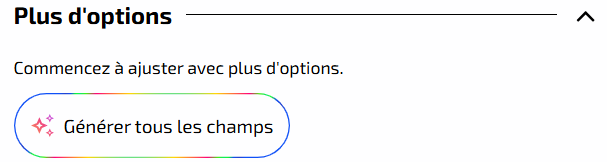 Plus d'options
Commencez à ajuster avec plus d'options.
Générer tous les champs